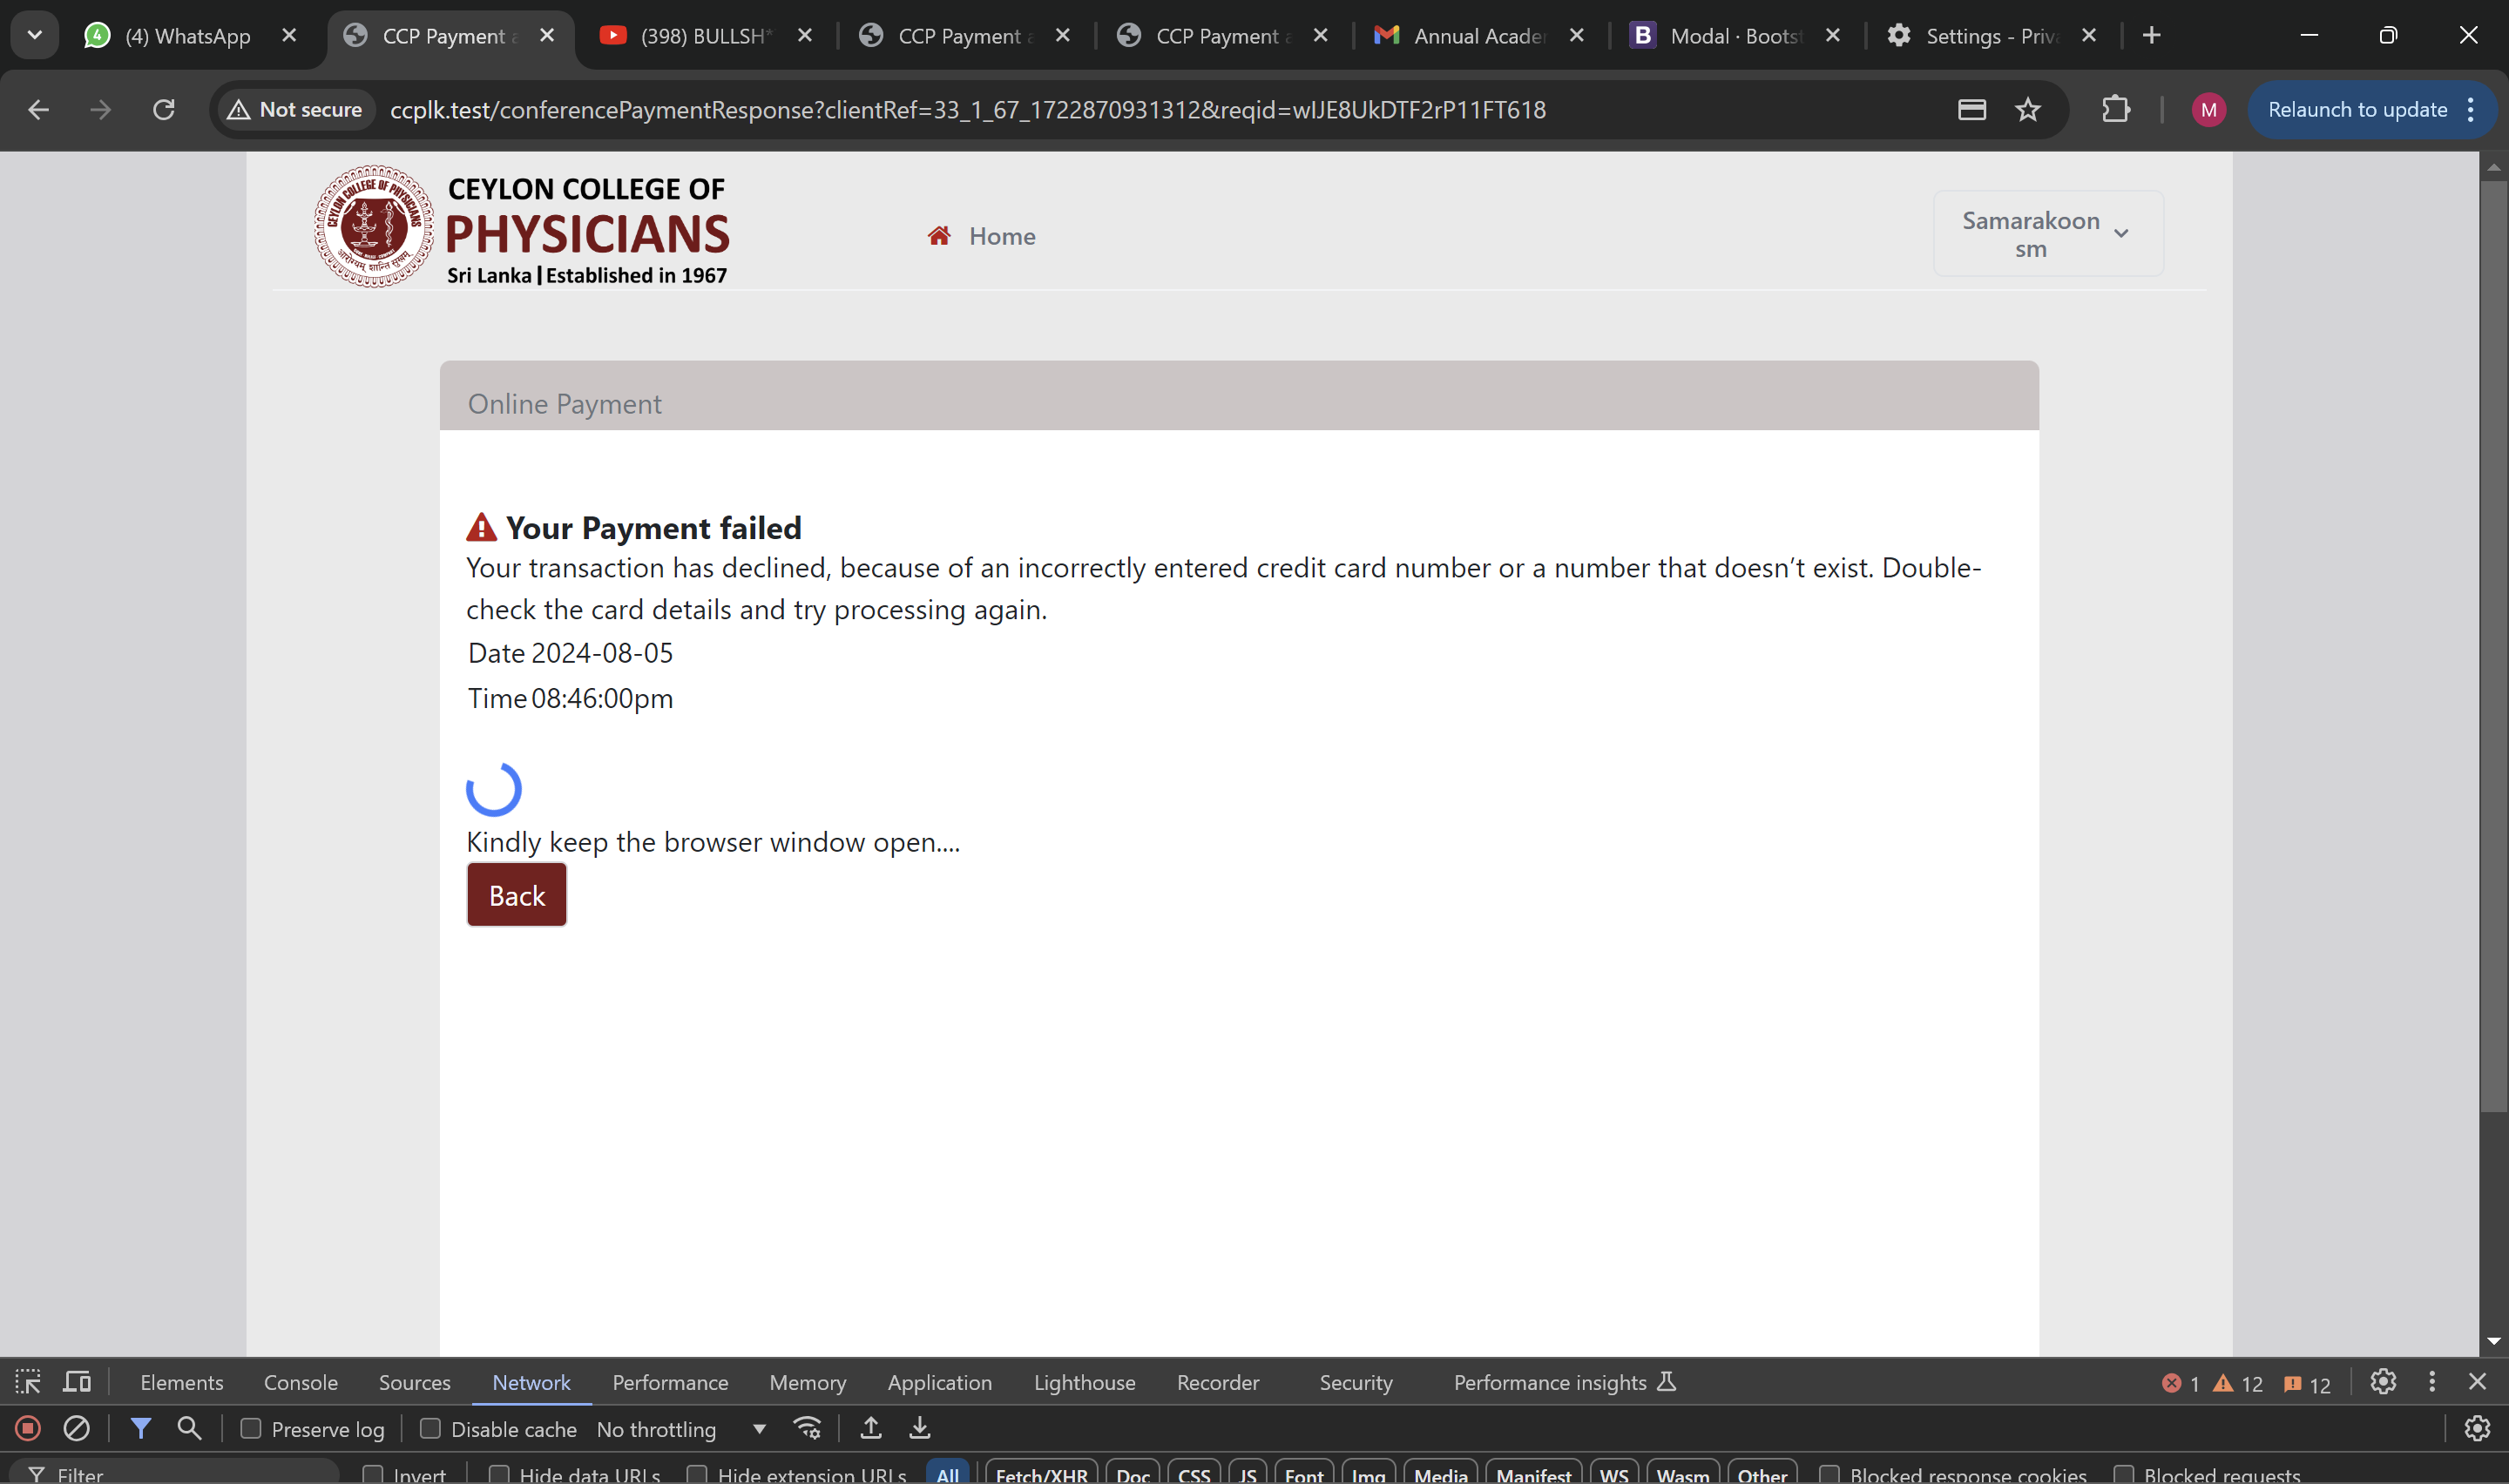 (4) WhatsApp
CCP Payment
(398) BULLSH*
CCP Payment
CCP Payment
Annual Acade
B Modal · Boots
Settings - Priv
Not secure
ccplk.test/conferencePaymentResponse?clientRef=33_1_67_1722870931312&reqid=wIJE8UkDTF2rP11FT618
M
Relaunch to update
CEYLON COLLEGE OF PHYSICIANS
CEYLON COLLEGE OF
PHYSICIANS
Sri Lanka | Established in 1967
Home
Samarakoon
sm
Online Payment
Your Payment failed
Your transaction has declined, because of an incorrectly entered credit card number or a number that doesn’t exist. Double-
check the card details and try processing again.
Date 2024-08-05
Time 08:46:00pm
Kindly keep the browser window open....
Back
Elements Console Sources Network Performance Memory Application Lighthouse Recorder Security Performance insights 1 12 12
Preserve log Disable cache No throttling
Filter Invert Hide data URLs Hide extension URLs All Fetch/XHR Doc CSS JS Font Img Media Manifest WS Wasm Other Blocked response cookies Blocked requests